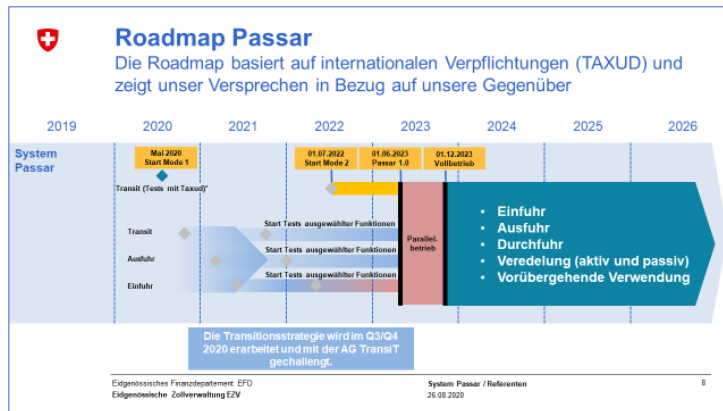 Roadmap Passar
Die Roadmap basiert auf internationalen Verpflichtungen (TAXUD) und
zeigt unser Versprechen in Bezug auf unsere Gegenüber
2019 2020 2021 2022 2023 2024 2025 2026
System
Passar
Mai 2020
Start Mode 1
01.07.2022
Start Mode 2
01.06.2023
Passar 1.0
01.12.2023
Vollbetrieb
Transit (Tests mit Taxud)*
Start Tests ausgewählter Funktionen
Transit
Start Tests ausgewählter Funktionen
Ausfuhr
Start Tests ausgewählter Funktionen
Einfuhr
Parallel-
betrieb
• Einfuhr
• Ausfuhr
• Durchfuhr
• Veredelung (aktiv und passiv)
• Vorübergehende Verwendung
Die Transitionsstrategie wird im Q3/Q4
2020 erarbeitet und mit der AG TransiT
gechallengt.
Eidgenössisches Finanzdepartement EFD
Eidgenössische Zollverwaltung EZV
System Passar / Referenten
26.08.2020
8